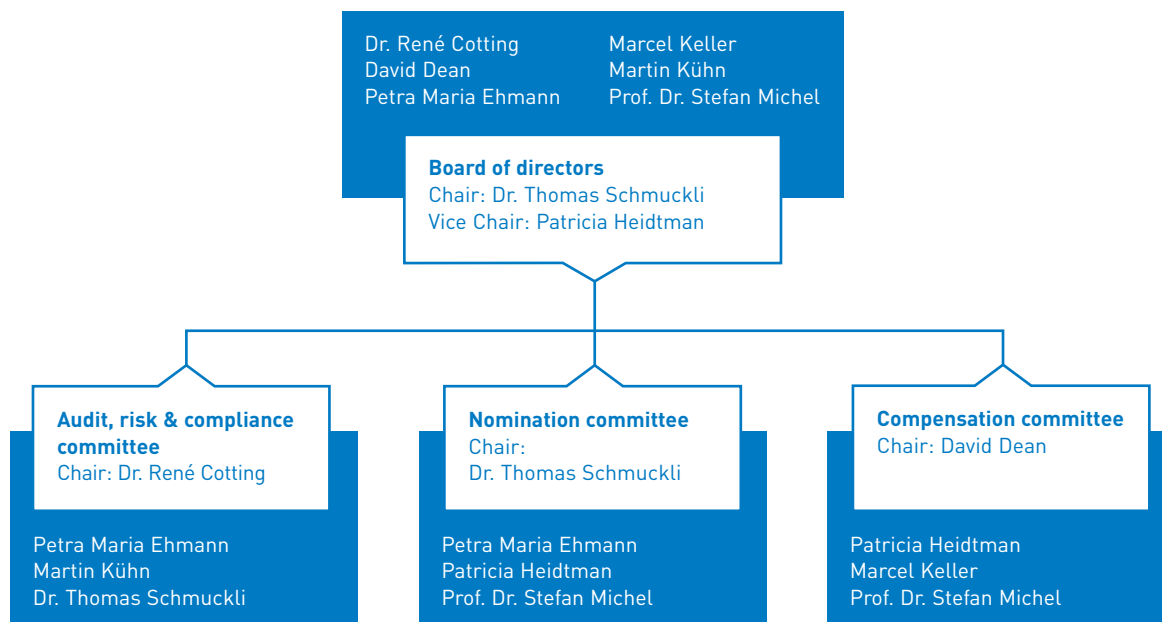 Dr. René Cotting
David Dean
Petra Maria Ehmann
Marcel Keller
Martin Kühn
Prof. Dr. Stefan Michel
Board of directors
Chair: Dr. Thomas Schmuckli
Vice Chair: Patricia Heidtman
Audit, risk & compliance
committee
Chair: Dr. René Cotting
Petra Maria Ehmann
Martin Kühn
Dr. Thomas Schmuckli
Nomination committee
Chair:
Dr. Thomas Schmuckli
Petra Maria Ehmann
Patricia Heidtman
Prof. Dr. Stefan Michel
Compensation committee
Chair: David Dean
Patricia Heidtman
Marcel Keller
Prof. Dr. Stefan Michel